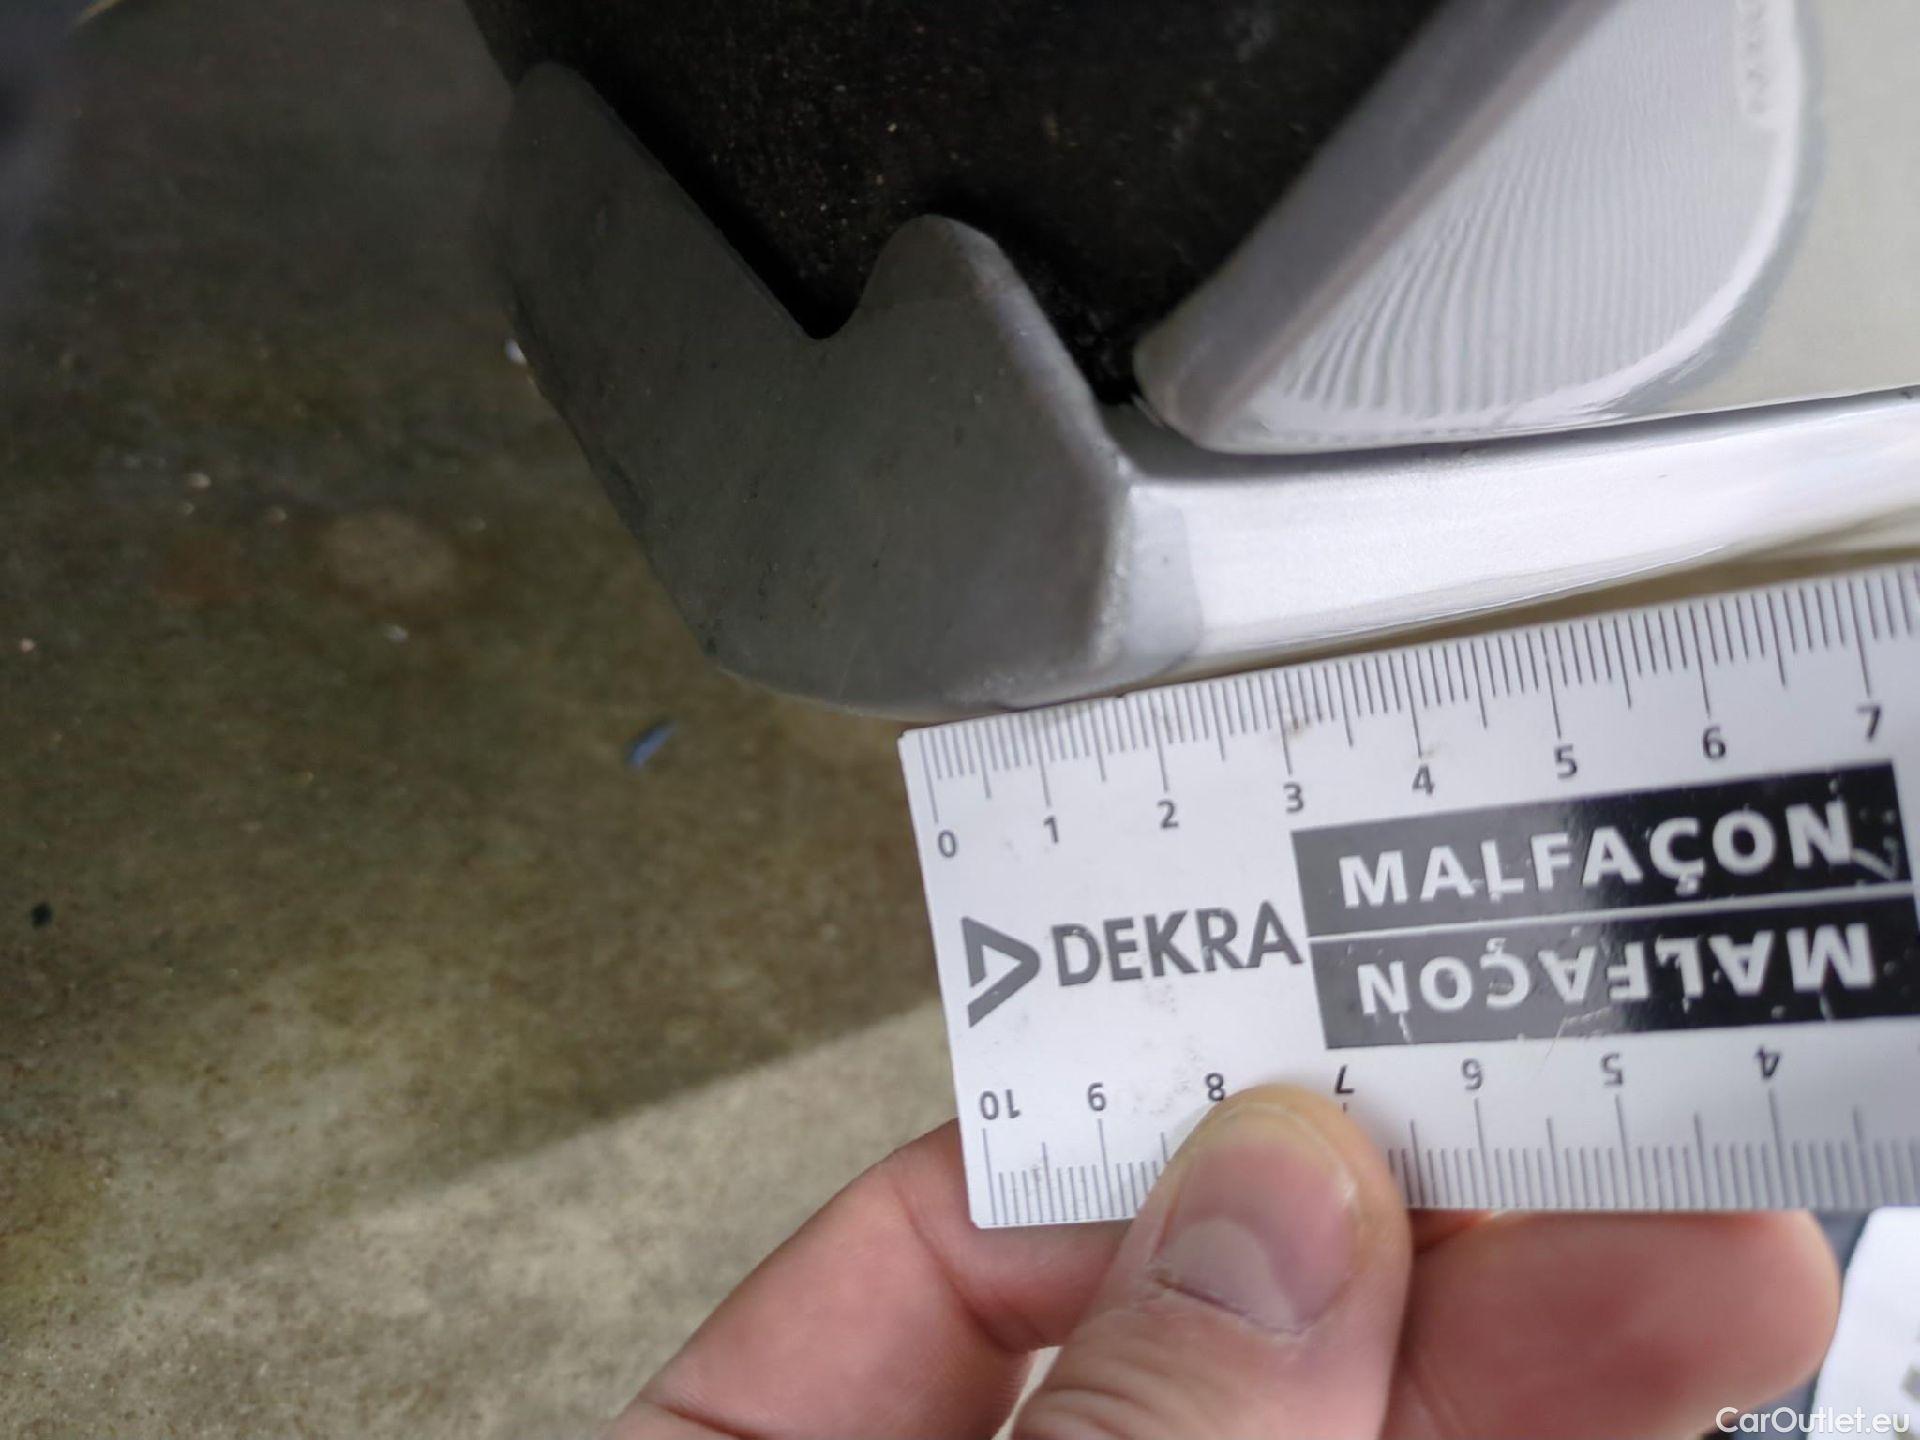 0 1 2 3 4 5 6 7
DEKRA MALFAÇON
MALFAÇON
10 9 8 7 6 5 4
CarOutlet.eu